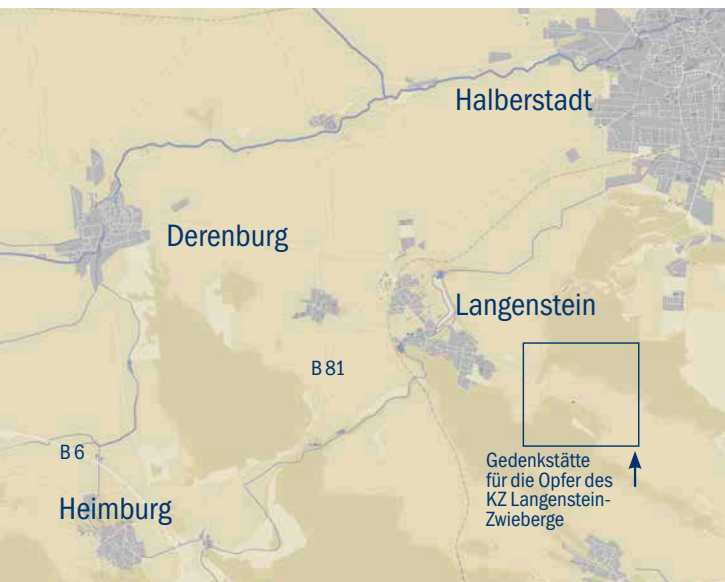 Halberstadt
Derenburg
Langenstein
B 81
B 6
Gedenkstätte
für die Opfer des
KZ Langenstein-
Zwieberge
Heimburg